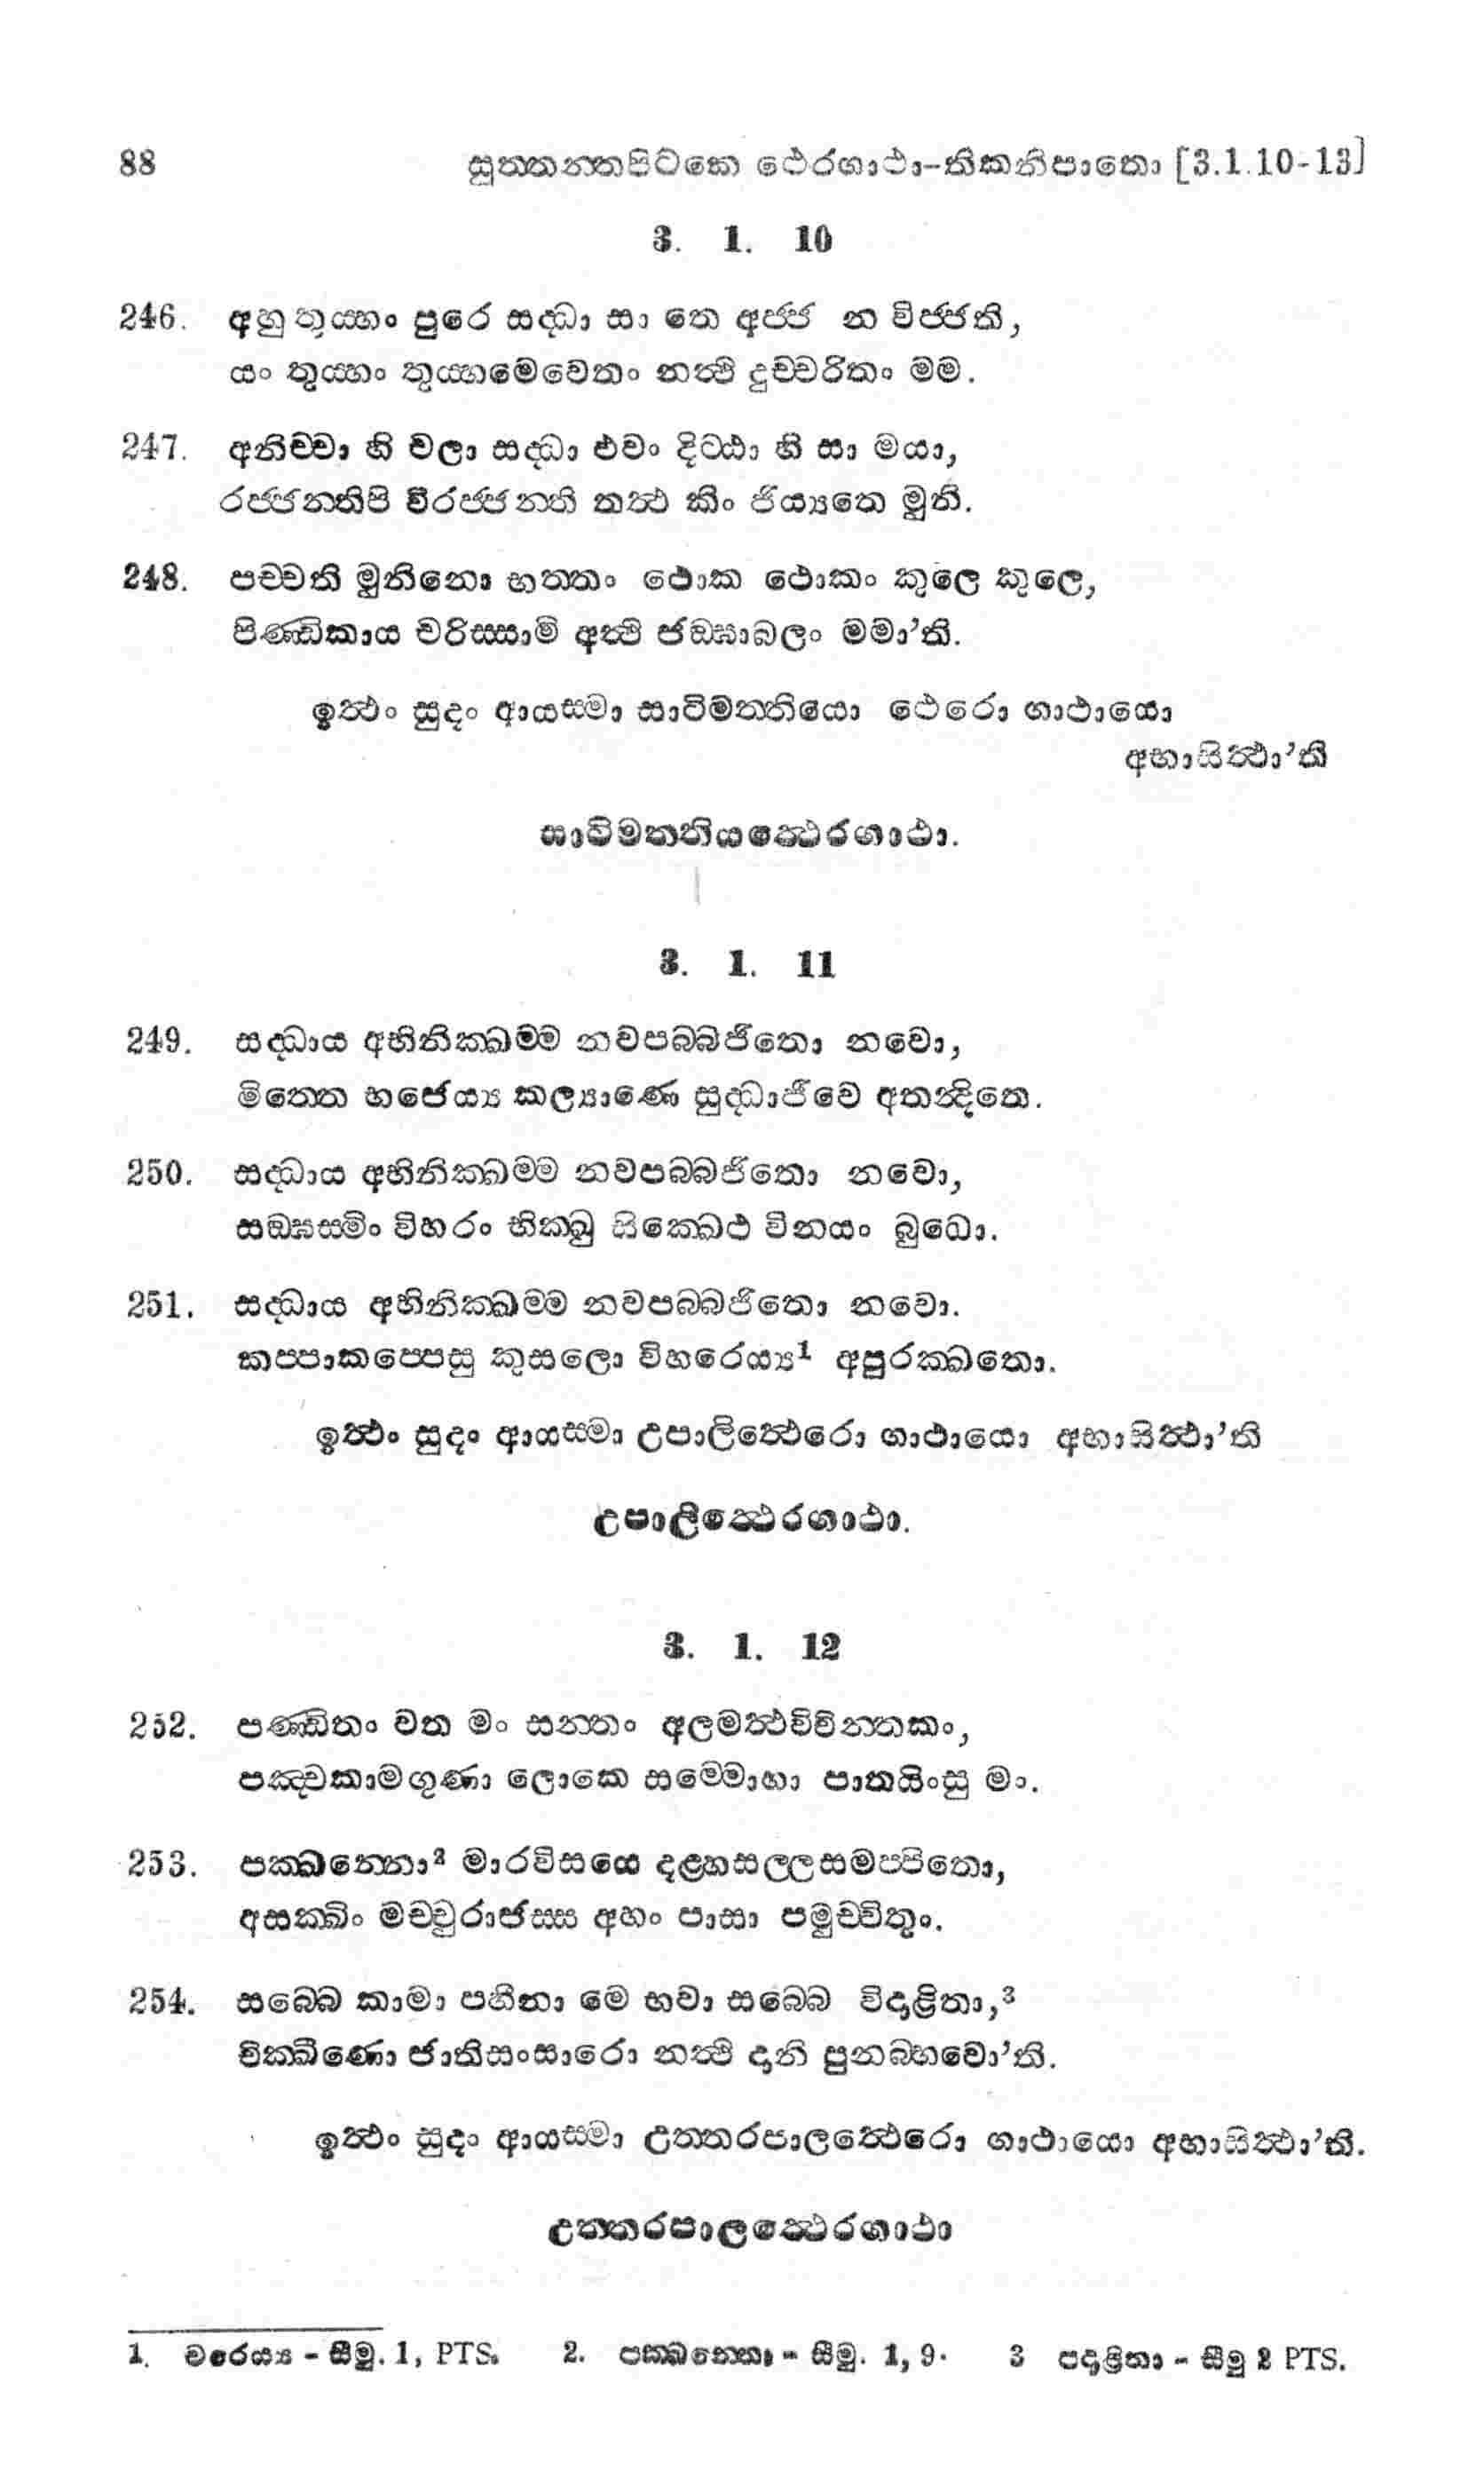 88 සුත්තන්තපිටකෙ ථෙරගාථා-තිකනිපාතො [3.1.10-13]
3. 1. 10
246. අහු තුය්හං පුරෙ සද්ධා සා තෙ අජ්ජ න විජ්ජති,
යං තුය්හං තුය්හමෙවෙතං නත්ථි දුච්චරිතං මම.
247. අනිච්චා හි චලා සද්ධා එවං දිට්ඨා හි සා මයා,
රජ්ජන්තිපි විරජ්ජන්ති තත්ථ කිං ජිය්‍යතෙ මුනි.
248. පච්චති මුනිනො භත්තං ථොක ථොකං කුලෙ කුලෙ,
පිණ්ඩිකාය චරිස්සාමි අත්ථි ජඞ්ඝාබලං මමා’ති.
ඉත්ථං සුදං ආයස්මා සාටිමත්තියො ථෙරො ගාථායො
අභාසිත්ථා’ති
සාටිමත්තියත්ථෙරගාථා.
3. 1. 11
249. සද්ධාය අභිනික්ඛම්ම නවපබ්බජිතො නවො,
මිත්තෙ භජෙය්‍ය කල්‍යාණෙ සුද්ධාජීවෙ අතන්දිතෙ.
250. සද්ධාය අභිනික්ඛම්ම නවපබ්බජිතො නවො,
සඞ්ඝස්මිං විහරං භික්ඛු සික්ඛෙථ විනයං බුධො.
251. සද්ධාය අභිනික්ඛම්ම නවපබ්බජිතො නවො.
කප්පාකප්පෙසු කුසලො විහරෙය්‍ය¹ අපුරක්ඛතො.
ඉත්ථං සුදං ආයස්මා උපාලිත්ථෙරො ගාථායො අභාසිත්ථා’ති
උපාලිත්ථෙරගාථා.
3. 1. 12
252. පණ්ඩිතං වත මං සන්තං අලමත්ථවිචින්තකං,
පඤ්චකාමගුණා ලොකෙ සම්මොහා පාතයිංසු මං.
253. පක්ඛන්නො² මාරවිසයෙ දළ්හසල්ලසමප්පිතො,
අසක්ඛිං මච්චුරාජස්ස අහං පාසා පමුච්චිතුං.
254. සබ්බෙ කාමා පහීනා මෙ භවා සබ්බෙ විදාළිතා,³
වික්ඛීණො ජාතිසංසාරො නත්ථි දානි පුනබ්භවො’ති.
ඉත්ථං සුදං ආයස්මා උත්තරපාලත්ථෙරො ගාථායො අභාසිත්ථා’ති.
උත්තරපාලත්ථෙරගාථා
1. චරෙය්‍ය - සීමු. 1, PTS. 2. පක්ඛන්තො - සීමු. 1, 9. 3 පදාළිතා - සීමු 2 PTS.